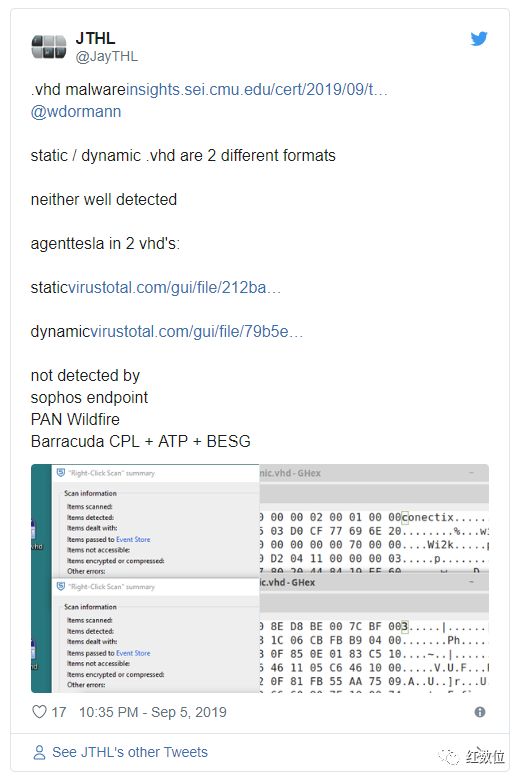 JTHL
@JayTHL
.vhd malwareinsights.sei.cmu.edu/cert/2019/09/t…
@wdormann
static / dynamic .vhd are 2 different formats
neither well detected
agenttesla in 2 vhd's:
staticvirustotal.com/gui/file/212ba…
dynamicvirustotal.com/gui/file/79b5e…
not detected by
sophos endpoint
PAN Wildfire
Barracuda CPL + ATP + BESG
"Right-Click Scan" summary
nic.vhd - GHex
Scan information
Items scanned:
Items detected:
Items dealt with:
Items passed to Event Store
Items not accessible:
Items encrypted or compressed:
Other errors:
0 00 00 02 00 01 00 00 conectix......
5 03 D0 CF 77 69 6E 20 ........%...wi
0 00 00 00 00 70 00 00 ....Wi2k....p
0 D2 04 11 00 00 00 03 ....p........
vhd
"Right-Click Scan" summary
ic.vhd - GHex
Scan information
Items scanned:
Items detected:
Items dealt with:
Items passed to Event Store
Items not accessible:
Items encrypted or compressed:
Other errors:
0 8E D8 BE 00 7C BF 00 3.....|......
8 1C 06 CB FB B9 04 00 ........Ph...
8 0F 85 0E 01 83 C5 10 ....~..|.....
5 46 11 05 C6 46 10 00 .....V.U.F...F
2 0F 81 FB 55 AA 75 09 .A..U..]r...U
vhd
17 10:35 PM - Sep 5, 2019
See JTHL's other Tweets
红数位